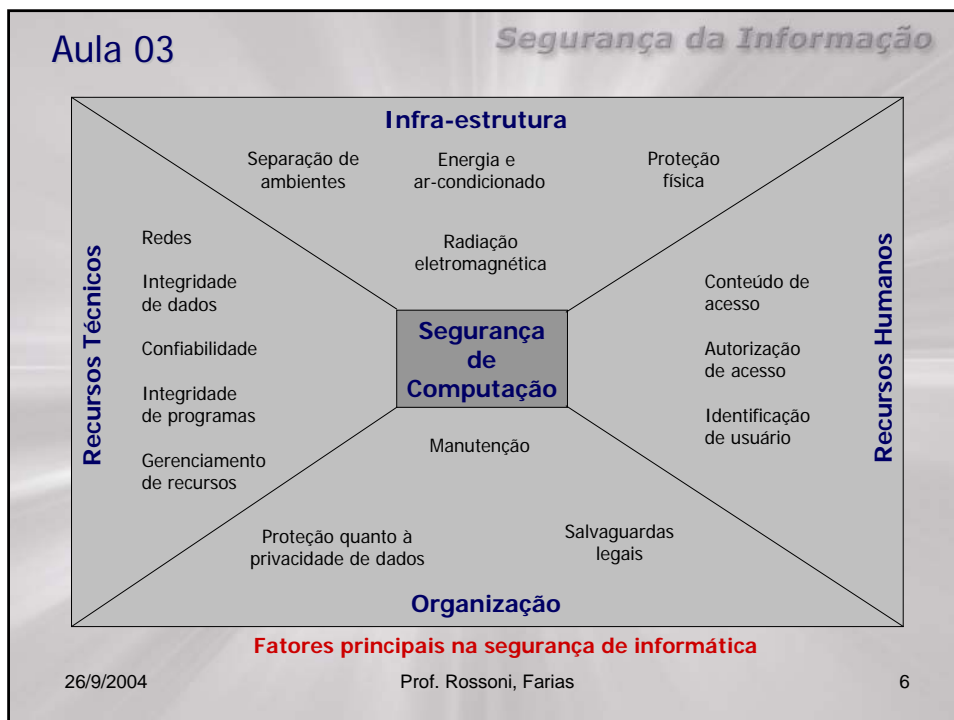 Aula 03
Segurança da Informação
Infra-estrutura
Separação de
ambientes
Energia e
ar-condicionado
Proteção
física
Radiação
eletromagnética
Recursos Técnicos
Redes
Integridade
de dados
Confiabilidade
Integridade
de programas
Gerenciamento
de recursos
Segurança
de
Computação
Conteúdo de
acesso
Autorização
de acesso
Identificação
de usuário
Recursos Humanos
Manutenção
Proteção quanto à
privacidade de dados
Salvaguardas
legais
Organização
Fatores principais na segurança de informática
26/9/2004
Prof. Rossoni, Farias
6